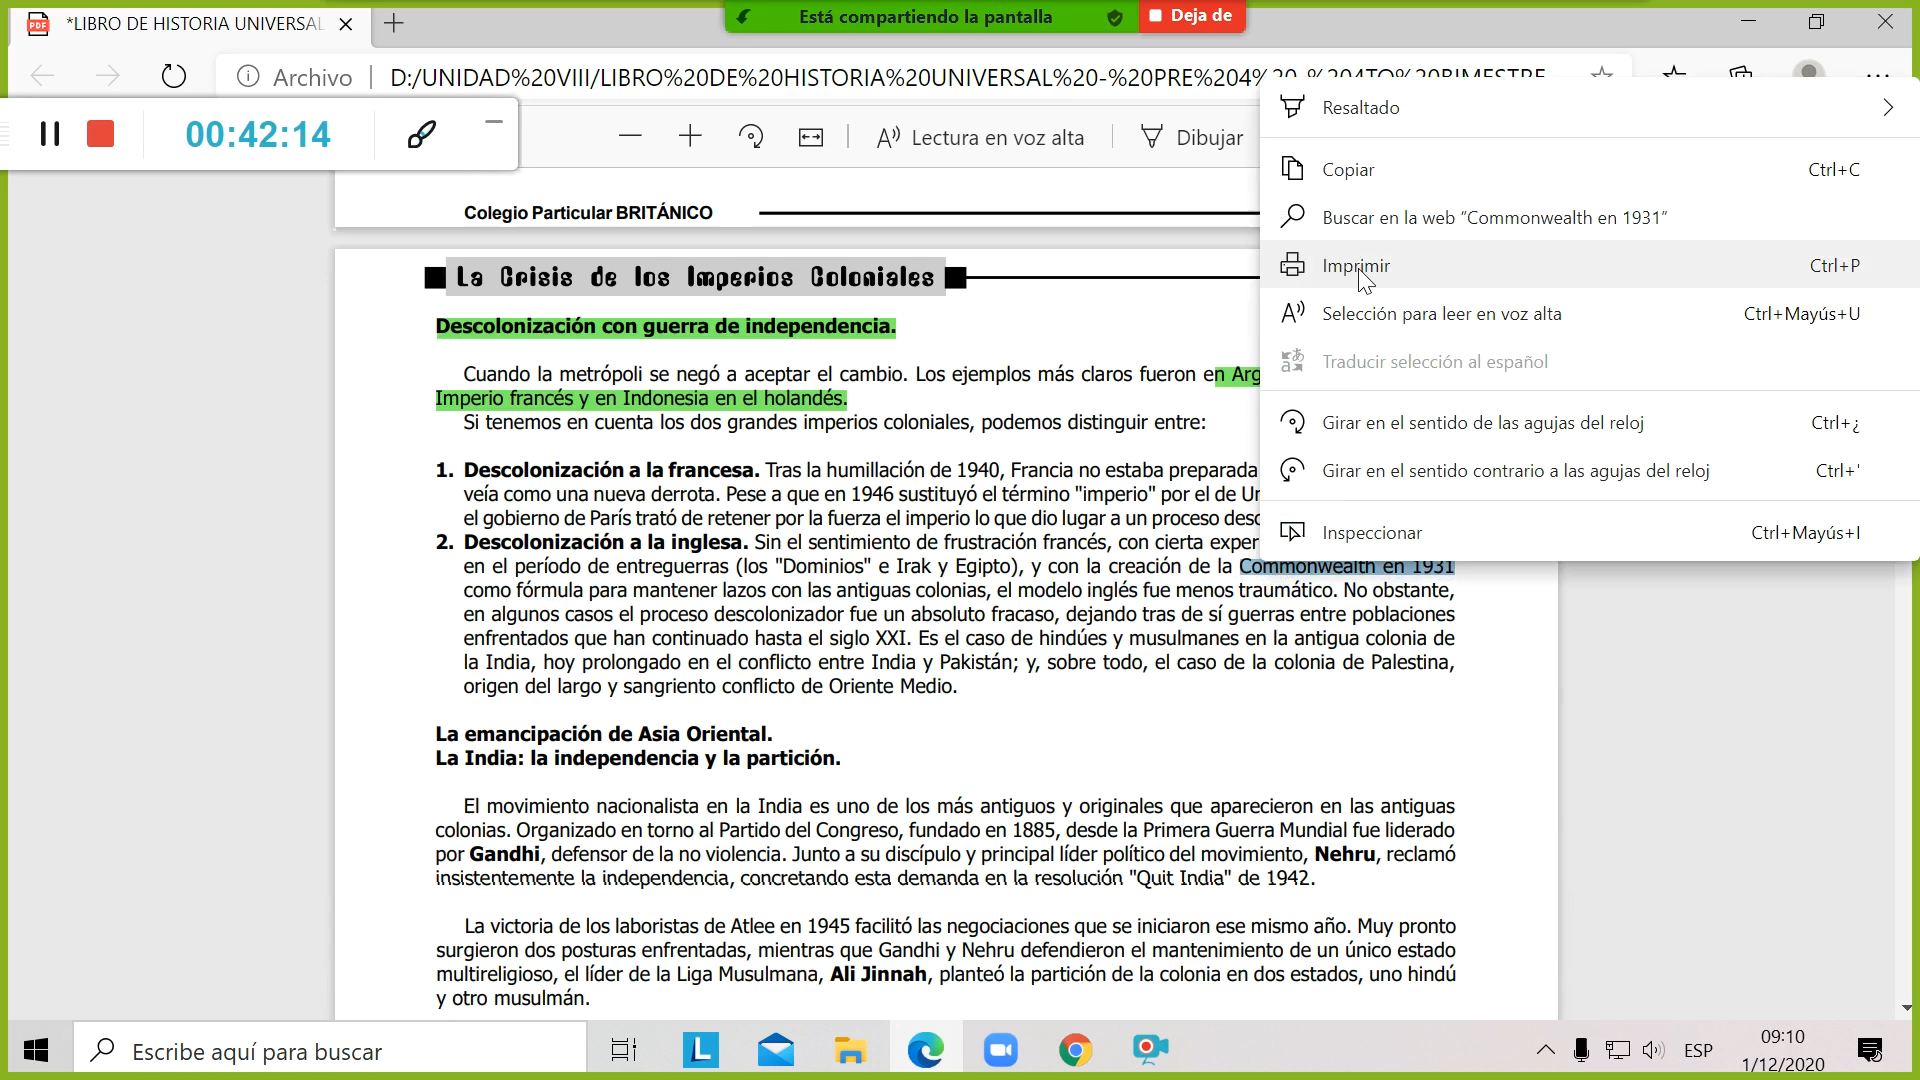 *LIBRO DE HISTORIA UNIVERSAL
Está compartiendo la pantalla
Deja de
Archivo
D:/UNIDAD%20VIII/LIBRO%20DE%20HISTORIA%20UNIVERSAL%20-%20PRE%204%20-%204TO%20BIMESTRE
00:42:14
Lectura en voz alta
Dibujar
Resaltado
Copiar Ctrl+C
Buscar en la web “Commonwealth en 1931”
Imprimir Ctrl+P
Selección para leer en voz alta Ctrl+Mayús+U
Traducir selección al español
Girar en el sentido de las agujas del reloj Ctrl+¿
Girar en el sentido contrario a las agujas del reloj Ctrl+'
Inspeccionar Ctrl+Mayús+I
Colegio Particular BRITÁNICO
La Crisis de los Imperios Coloniales
Descolonización con guerra de independencia.
Cuando la metrópoli se negó a aceptar el cambio. Los ejemplos más claros fueron en Arg
Imperio francés y en Indonesia en el holandés.
Si tenemos en cuenta los dos grandes imperios coloniales, podemos distinguir entre:
1. Descolonización a la francesa. Tras la humillación de 1940, Francia no estaba preparada
veía como una nueva derrota. Pese a que en 1946 sustituyó el término "imperio" por el de Un
el gobierno de París trató de retener por la fuerza el imperio lo que dio lugar a un proceso desc
2. Descolonización a la inglesa. Sin el sentimiento de frustración francés, con cierta exper
en el período de entreguerras (los "Dominios" e Irak y Egipto), y con la creación de la Commonwealth en 1931
como fórmula para mantener lazos con las antiguas colonias, el modelo inglés fue menos traumático. No obstante,
en algunos casos el proceso descolonizador fue un absoluto fracaso, dejando tras de sí guerras entre poblaciones
enfrentados que han continuado hasta el siglo XXI. Es el caso de hindúes y musulmanes en la antigua colonia de
la India, hoy prolongado en el conflicto entre India y Pakistán; y, sobre todo, el caso de la colonia de Palestina,
origen del largo y sangriento conflicto de Oriente Medio.
La emancipación de Asia Oriental.
La India: la independencia y la partición.
El movimiento nacionalista en la India es uno de los más antiguos y originales que aparecieron en las antiguas
colonias. Organizado en torno al Partido del Congreso, fundado en 1885, desde la Primera Guerra Mundial fue liderado
por Gandhi, defensor de la no violencia. Junto a su discípulo y principal líder político del movimiento, Nehru, reclamó
insistentemente la independencia, concretando esta demanda en la resolución "Quit India" de 1942.
La victoria de los laboristas de Atlee en 1945 facilitó las negociaciones que se iniciaron ese mismo año. Muy pronto
surgieron dos posturas enfrentadas, mientras que Gandhi y Nehru defendieron el mantenimiento de un único estado
multireligioso, el líder de la Liga Musulmana, Ali Jinnah, planteó la partición de la colonia en dos estados, uno hindú
y otro musulmán.
Escribe aquí para buscar
ESP
09:10
1/12/2020